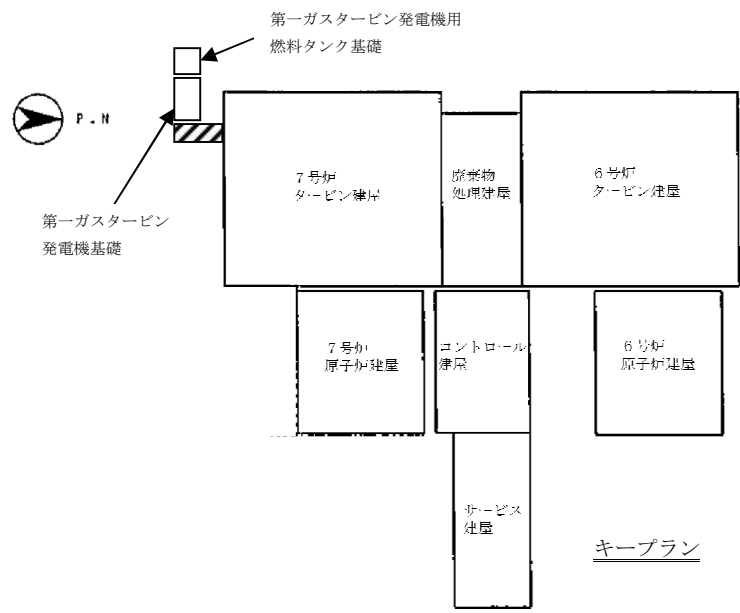 第一ガスタービン発電機用
燃料タンク基礎
P.N
7号炉
タービン建屋
廃棄物
処理建屋
6号炉
タービン建屋
第一ガスタービン
発電機基礎
7号炉
原子炉建屋
コントロール
建屋
6号炉
原子炉建屋
サービス
建屋
キープラン